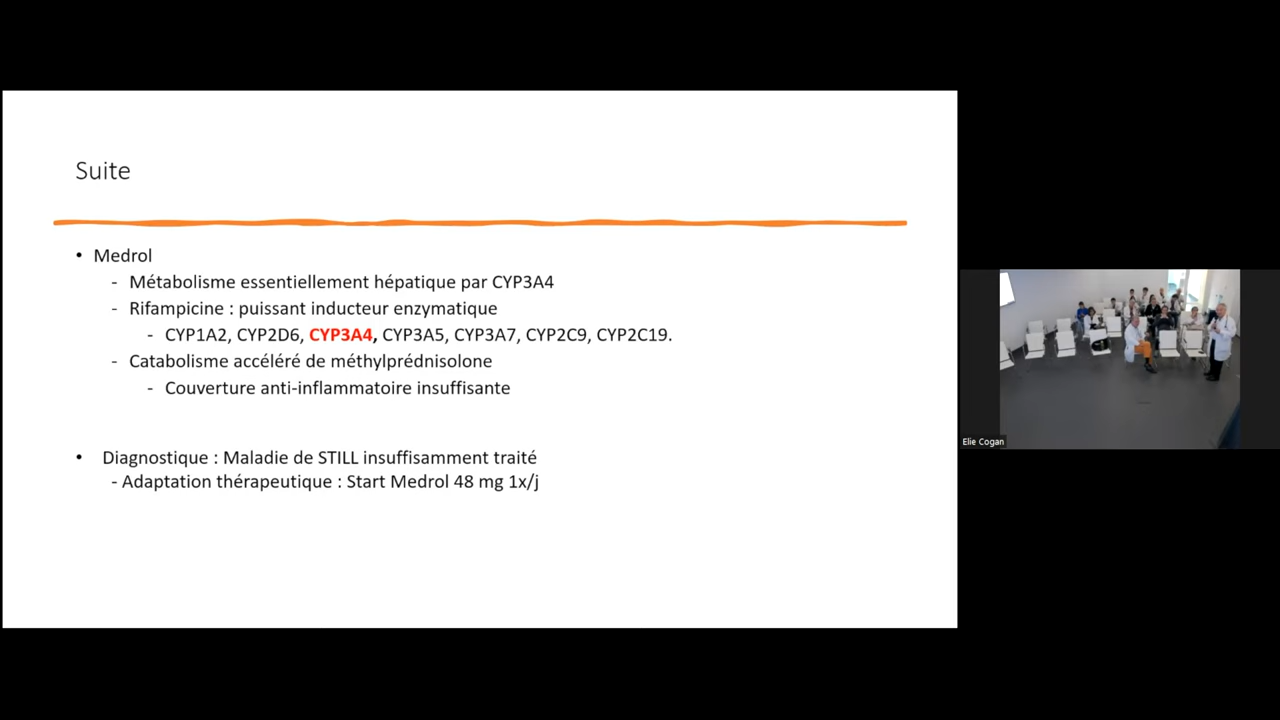 Suite
• Medrol
- Métabolisme essentiellement hépatique par CYP3A4
- Rifampicine : puissant inducteur enzymatique
- CYP1A2, CYP2D6, CYP3A4, CYP3A5, CYP3A7, CYP2C9, CYP2C19.
- Catabolisme accéléré de méthylprédnisolone
- Couverture anti-inflammatoire insuffisante
• Diagnostique : Maladie de STILL insuffisamment traité
- Adaptation thérapeutique : Start Medrol 48 mg 1x/j
Elie Cogan